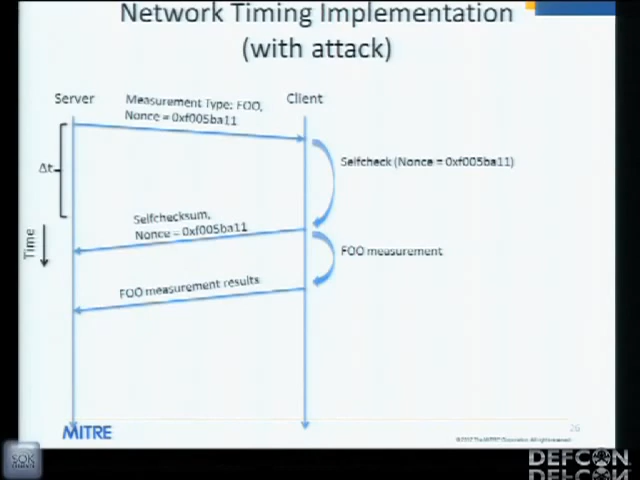 Network Timing Implementation
(with attack)
Server
Measurement Type: FOO,
Nonce = 0xf005ba11
Client
Δt
Selfcheck (Nonce = 0xf005ba11)
Selfchecksum,
Nonce = 0xf005ba11
Time
FOO measurement
FOO measurement results
MITRE
26
© 2012 The MITRE Corporation. All rights reserved.
SOK
DEFCON